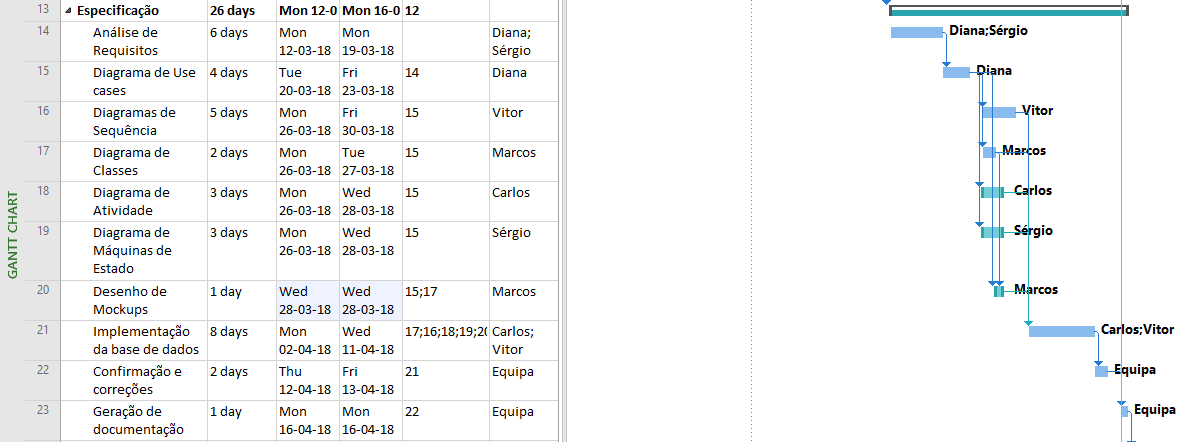 GANTT CHART
13 Especificação 26 days Mon 12-0 Mon 16-0 12
14 Análise de 6 days Mon Mon Diana; Diana;Sérgio
Requisitos 12-03-18 19-03-18 Sérgio
15 Diagrama de Use 4 days Tue Fri 14 Diana Diana
cases 20-03-18 23-03-18
16 Diagramas de 5 days Mon Fri 15 Vitor Vitor
Sequência 26-03-18 30-03-18
17 Diagrama de 2 days Mon Tue 15 Marcos Marcos
Classes 26-03-18 27-03-18
18 Diagrama de 3 days Mon Wed 15 Carlos Carlos
Atividade 26-03-18 28-03-18
19 Diagrama de 3 days Mon Wed 15 Sérgio Sérgio
Máquinas de 26-03-18 28-03-18
Estado
20 Desenho de 1 day Wed Wed 15;17 Marcos Marcos
Mockups 28-03-18 28-03-18
21 Implementação 8 days Mon Wed 17;16;18;19;20 Carlos; Carlos;Vitor
da base de dados 02-04-18 11-04-18 Vitor
22 Confirmação e 2 days Thu Fri 21 Equipa Equipa
correções 12-04-18 13-04-18
23 Geração de 1 day Mon Mon 22 Equipa Equipa
documentação 16-04-18 16-04-18